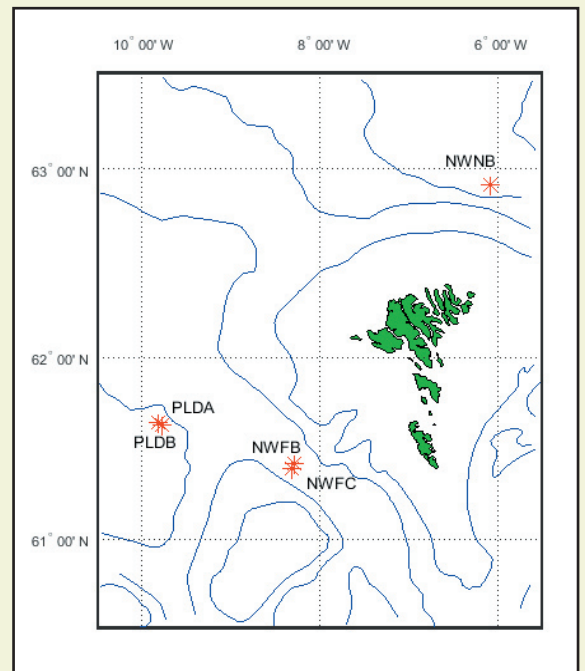 10° 00' W 8° 00' W 6° 00' W
NWNB
63° 00' N
62° 00' N
PLDA
PLDB
NWFB
NWFC
61° 00' N